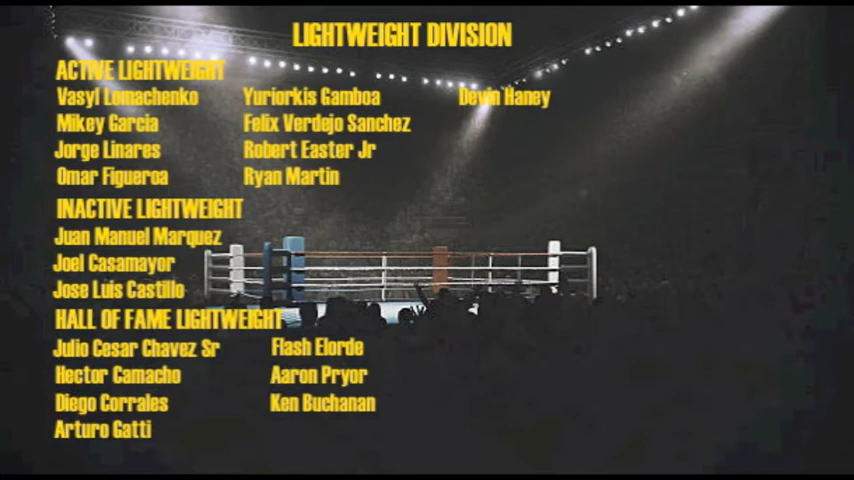 LIGHTWEIGHT DIVISION
ACTIVE LIGHTWEIGHT
Vasyl Lomachenko Yuriorkis Gamboa Devin Haney
Mikey Garcia Felix Verdejo Sanchez
Jorge Linares Robert Easter Jr
Omar Figueroa Ryan Martin
INACTIVE LIGHTWEIGHT
Juan Manuel Marquez
Joel Casamayor
Jose Luis Castillo
HALL OF FAME LIGHTWEIGHT
Julio Cesar Chavez Sr Flash Elorde
Hector Camacho Aaron Pryor
Diego Corrales Ken Buchanan
Arturo Gatti